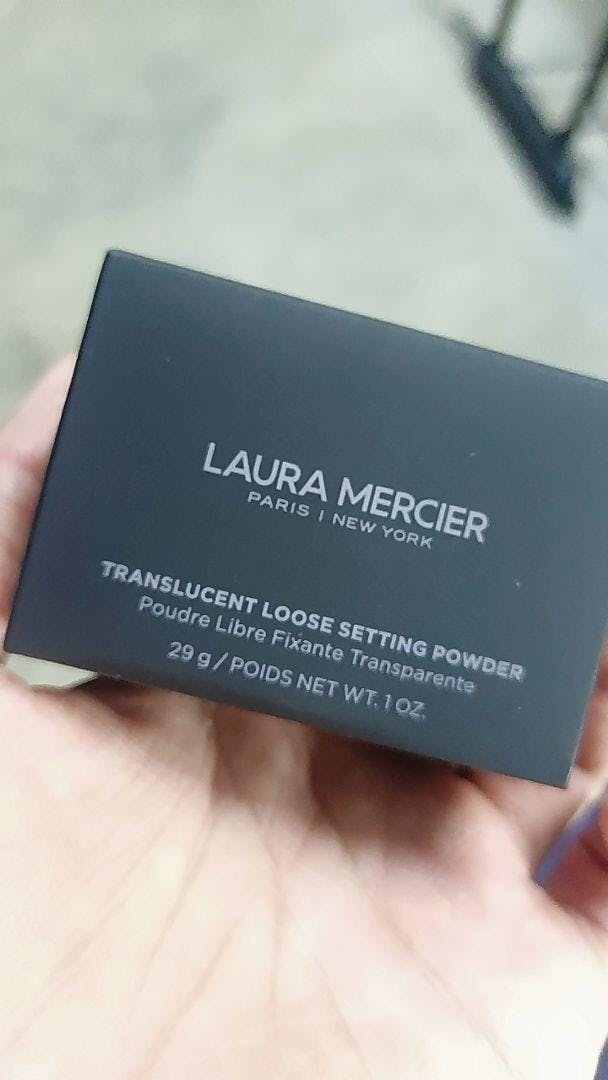 LAURA MERCIER
PARIS | NEW YORK
TRANSLUCENT LOOSE SETTING POWDER
Poudre Libre Fixante Transparente
29 g / POIDS NET WT. 1 OZ.